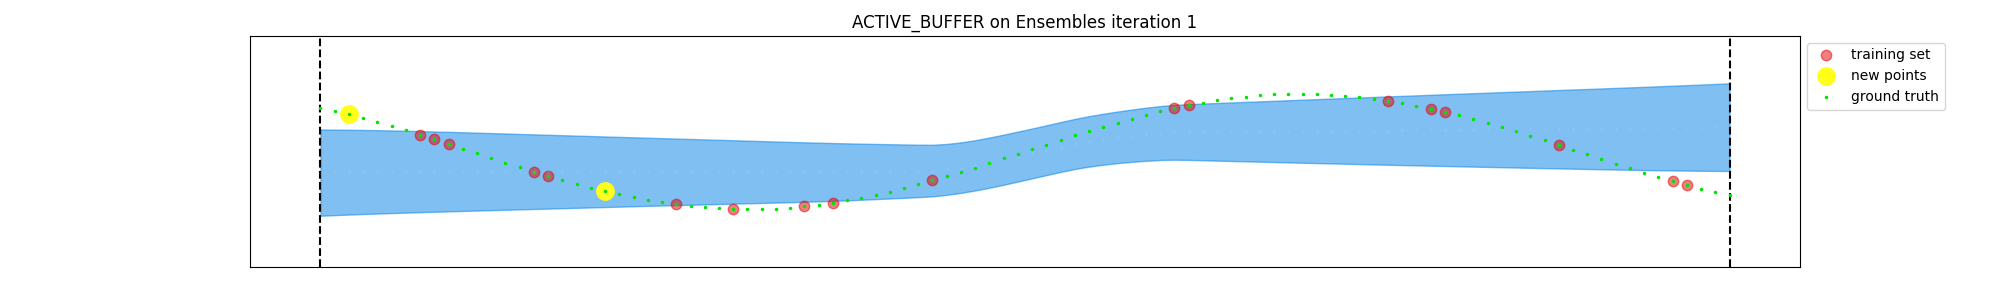 ACTIVE_BUFFER on Ensembles iteration 1
training set
new points
ground truth